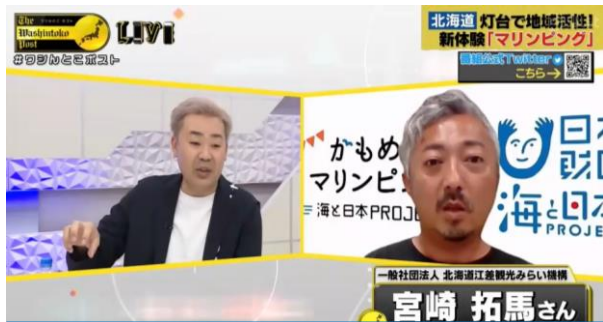 The
Washintoko
Post
LIVE
#ワシんとこポスト
北海道 灯台で地域活性!
新体験「マリンピング」
番組公式Twitter
こちら→
かもめ
マリンピ
海と日本PROJE
日本
財団
海と日本
PROJE
一般社団法人 北海道江差観光みらい機構
宮崎 拓馬さん